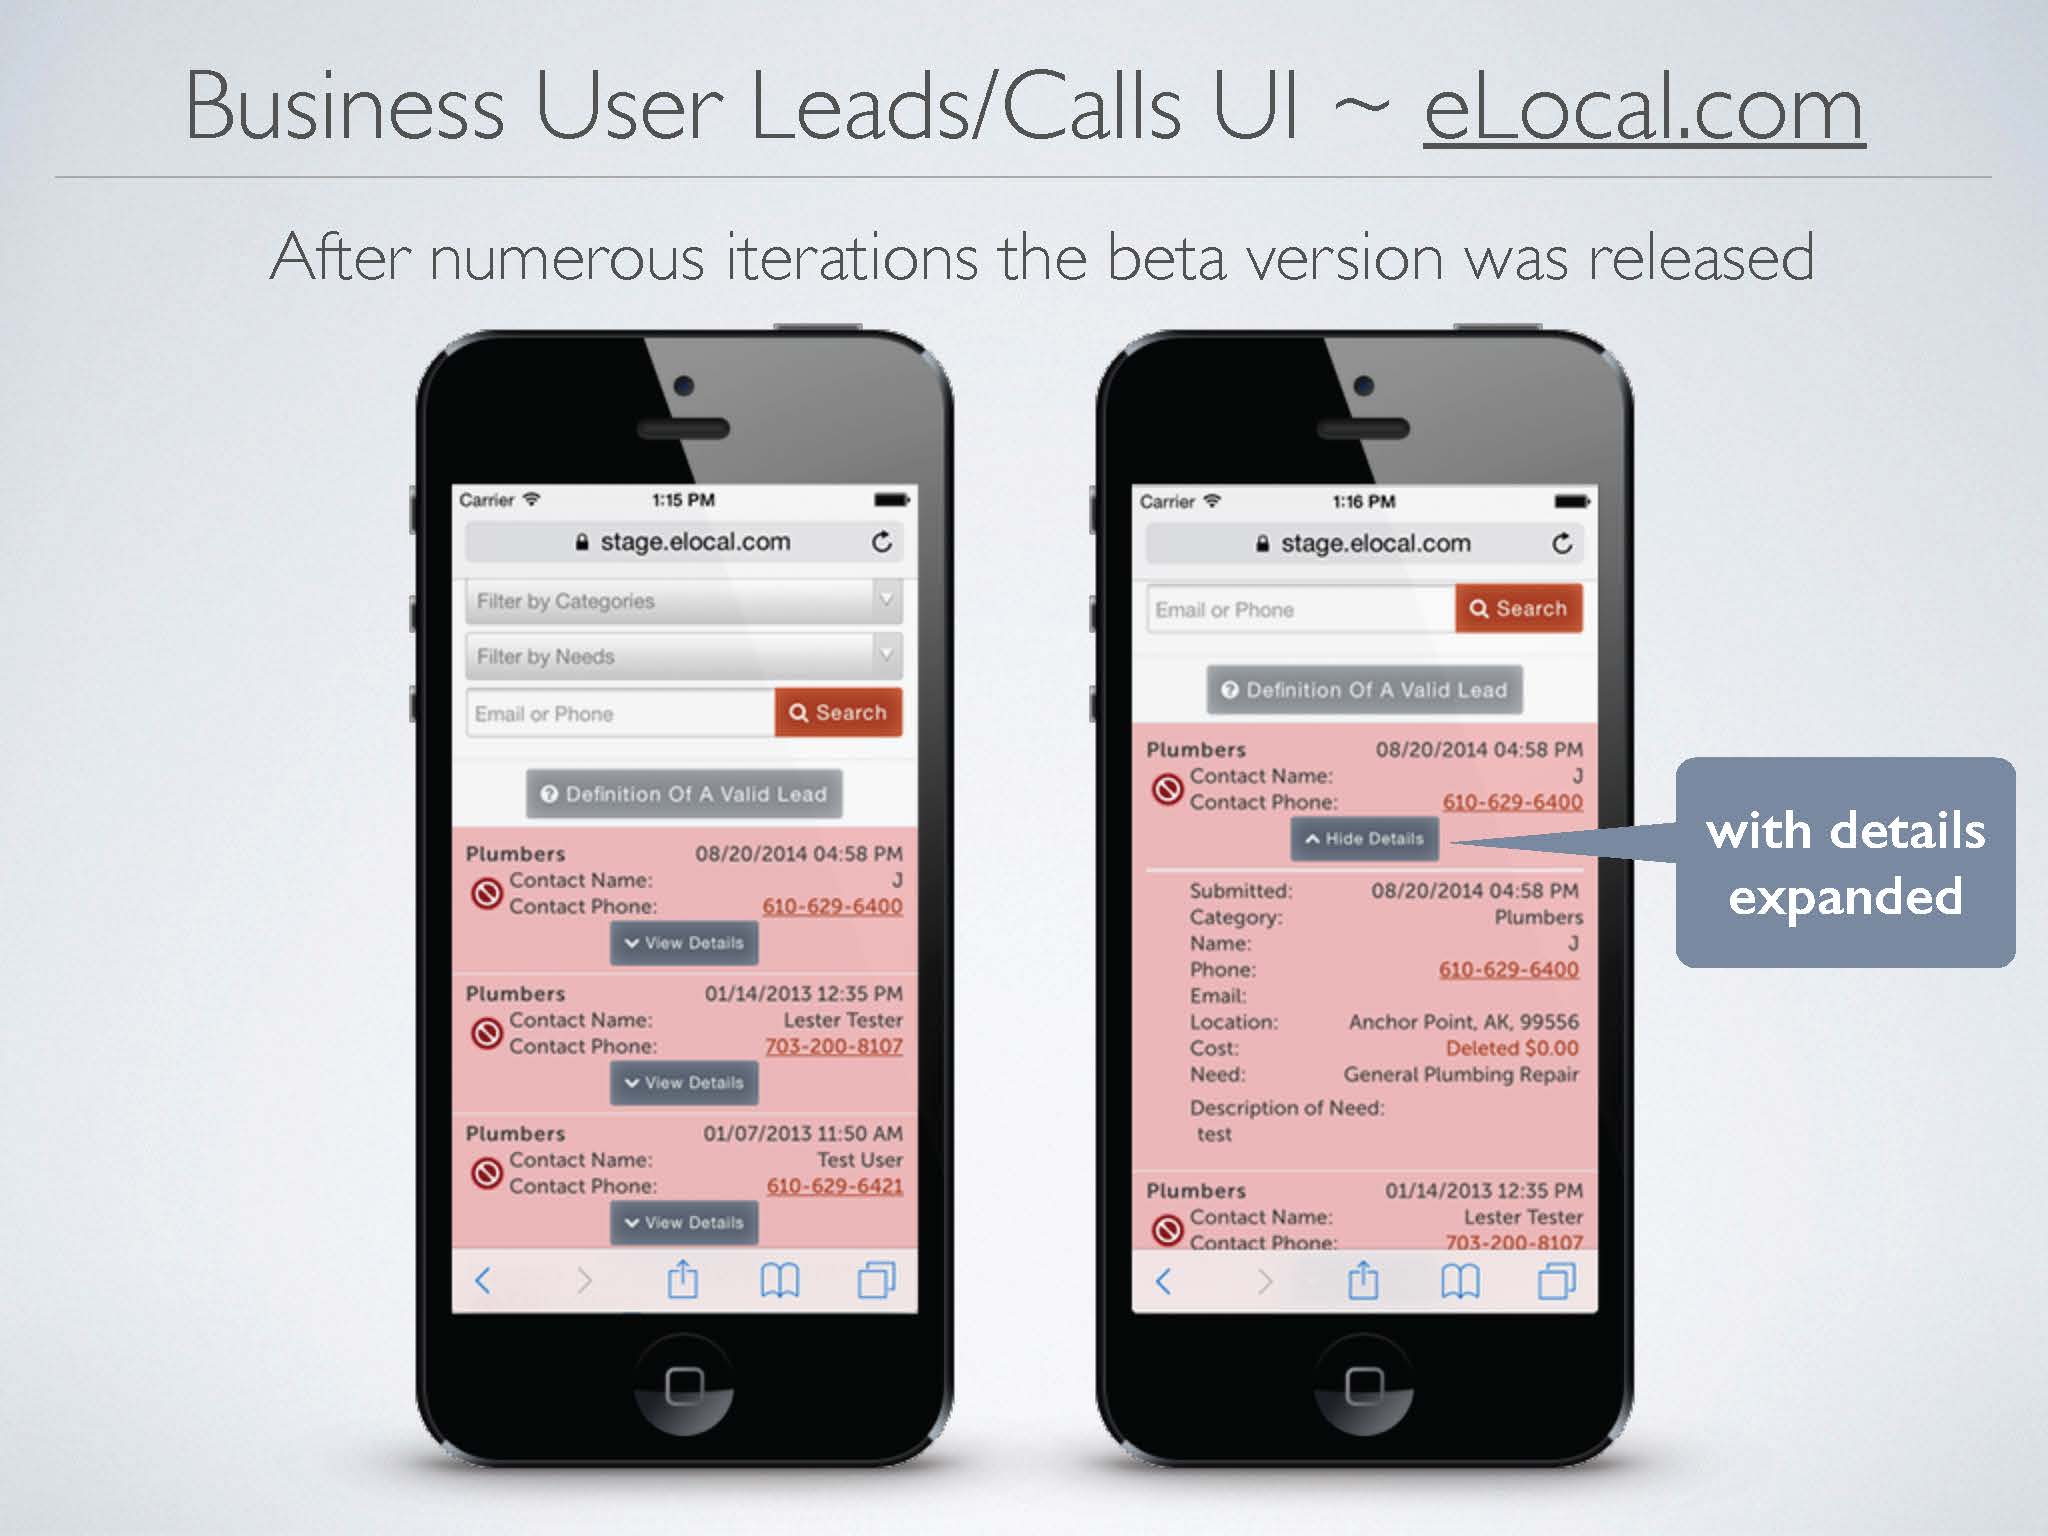 Business User Leads/Calls UI ~ eLocal.com
After numerous iterations the beta version was released
Carrier 1:15 PM
stage.elocal.com
Filter by Categories
Filter by Needs
Email or Phone Search
Definition Of A Valid Lead
Plumbers 08/20/2014 04:58 PM
Contact Name: J
Contact Phone: 610-629-6400
View Details
Plumbers 01/14/2013 12:35 PM
Contact Name: Lester Tester
Contact Phone: 703-200-8107
View Details
Plumbers 01/07/2013 11:50 AM
Contact Name: Test User
Contact Phone: 610-629-6421
View Details
Carrier 1:16 PM
stage.elocal.com
Email or Phone Search
Definition Of A Valid Lead
Plumbers 08/20/2014 04:58 PM
Contact Name: J
Contact Phone: 610-629-6400
Hide Details
Submitted: 08/20/2014 04:58 PM
Category: Plumbers
Name: J
Phone: 610-629-6400
Email:
Location: Anchor Point, AK, 99556
Cost: Deleted $0.00
Need: General Plumbing Repair
Description of Need:
test
Plumbers 01/14/2013 12:35 PM
Contact Name: Lester Tester
Contact Phone: 703-200-8107
with details
expanded